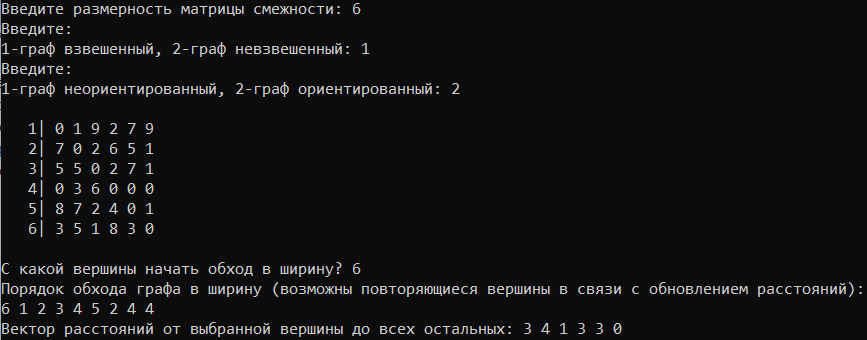 Введите размерность матрицы смежности: 6
Введите:
1-граф взвешенный, 2-граф невзвешенный: 1
Введите:
1-граф неориентированный, 2-граф ориентированный: 2
1| 0 1 9 2 7 9
2| 7 0 2 6 5 1
3| 5 5 0 2 7 1
4| 0 3 6 0 0 0
5| 8 7 2 4 0 1
6| 3 5 1 8 3 0
С какой вершины начать обход в ширину? 6
Порядок обхода графа в ширину (возможны повторяющиеся вершины в связи с обновлением расстояний):
6 1 2 3 4 5 2 4 4
Вектор расстояний от выбранной вершины до всех остальных: 3 4 1 3 3 0